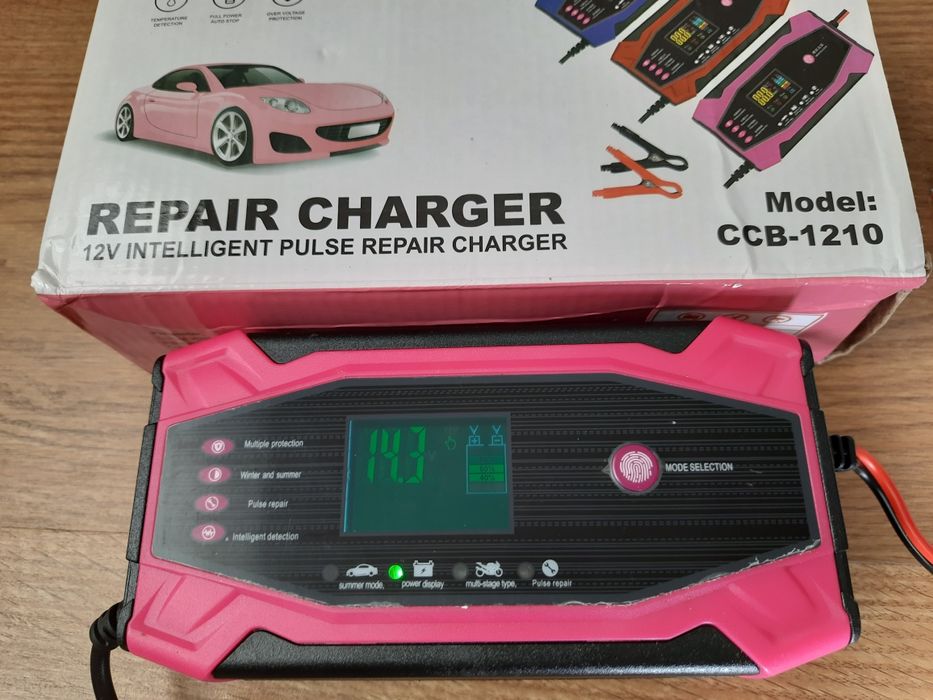 TEMPERATURE
DETECTION
FULL POWER
AUTO STOP
OVER VOLTAGE
PROTECTION
REPAIR CHARGER
12V INTELLIGENT PULSE REPAIR CHARGER
Model:
CCB-1210
Multiple protection
Winter and summer
Pulse repair
Intelligent detection
14.3 V
60%
40%
MODE SELECTION
summer mode,
power display
multi-stage type,
Pulse repair